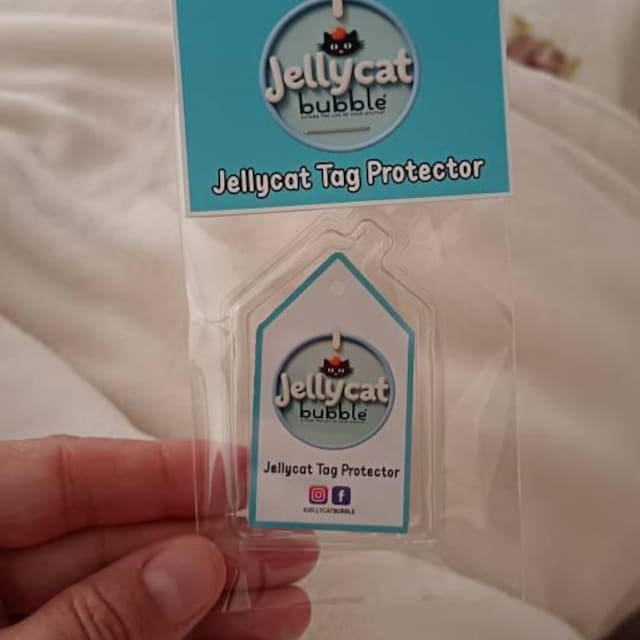 Jellycat
bubble
Jellycat Tag Protector
Jellycat
bubble
Jellycat Tag Protector
#JELLYCATBUBBLE